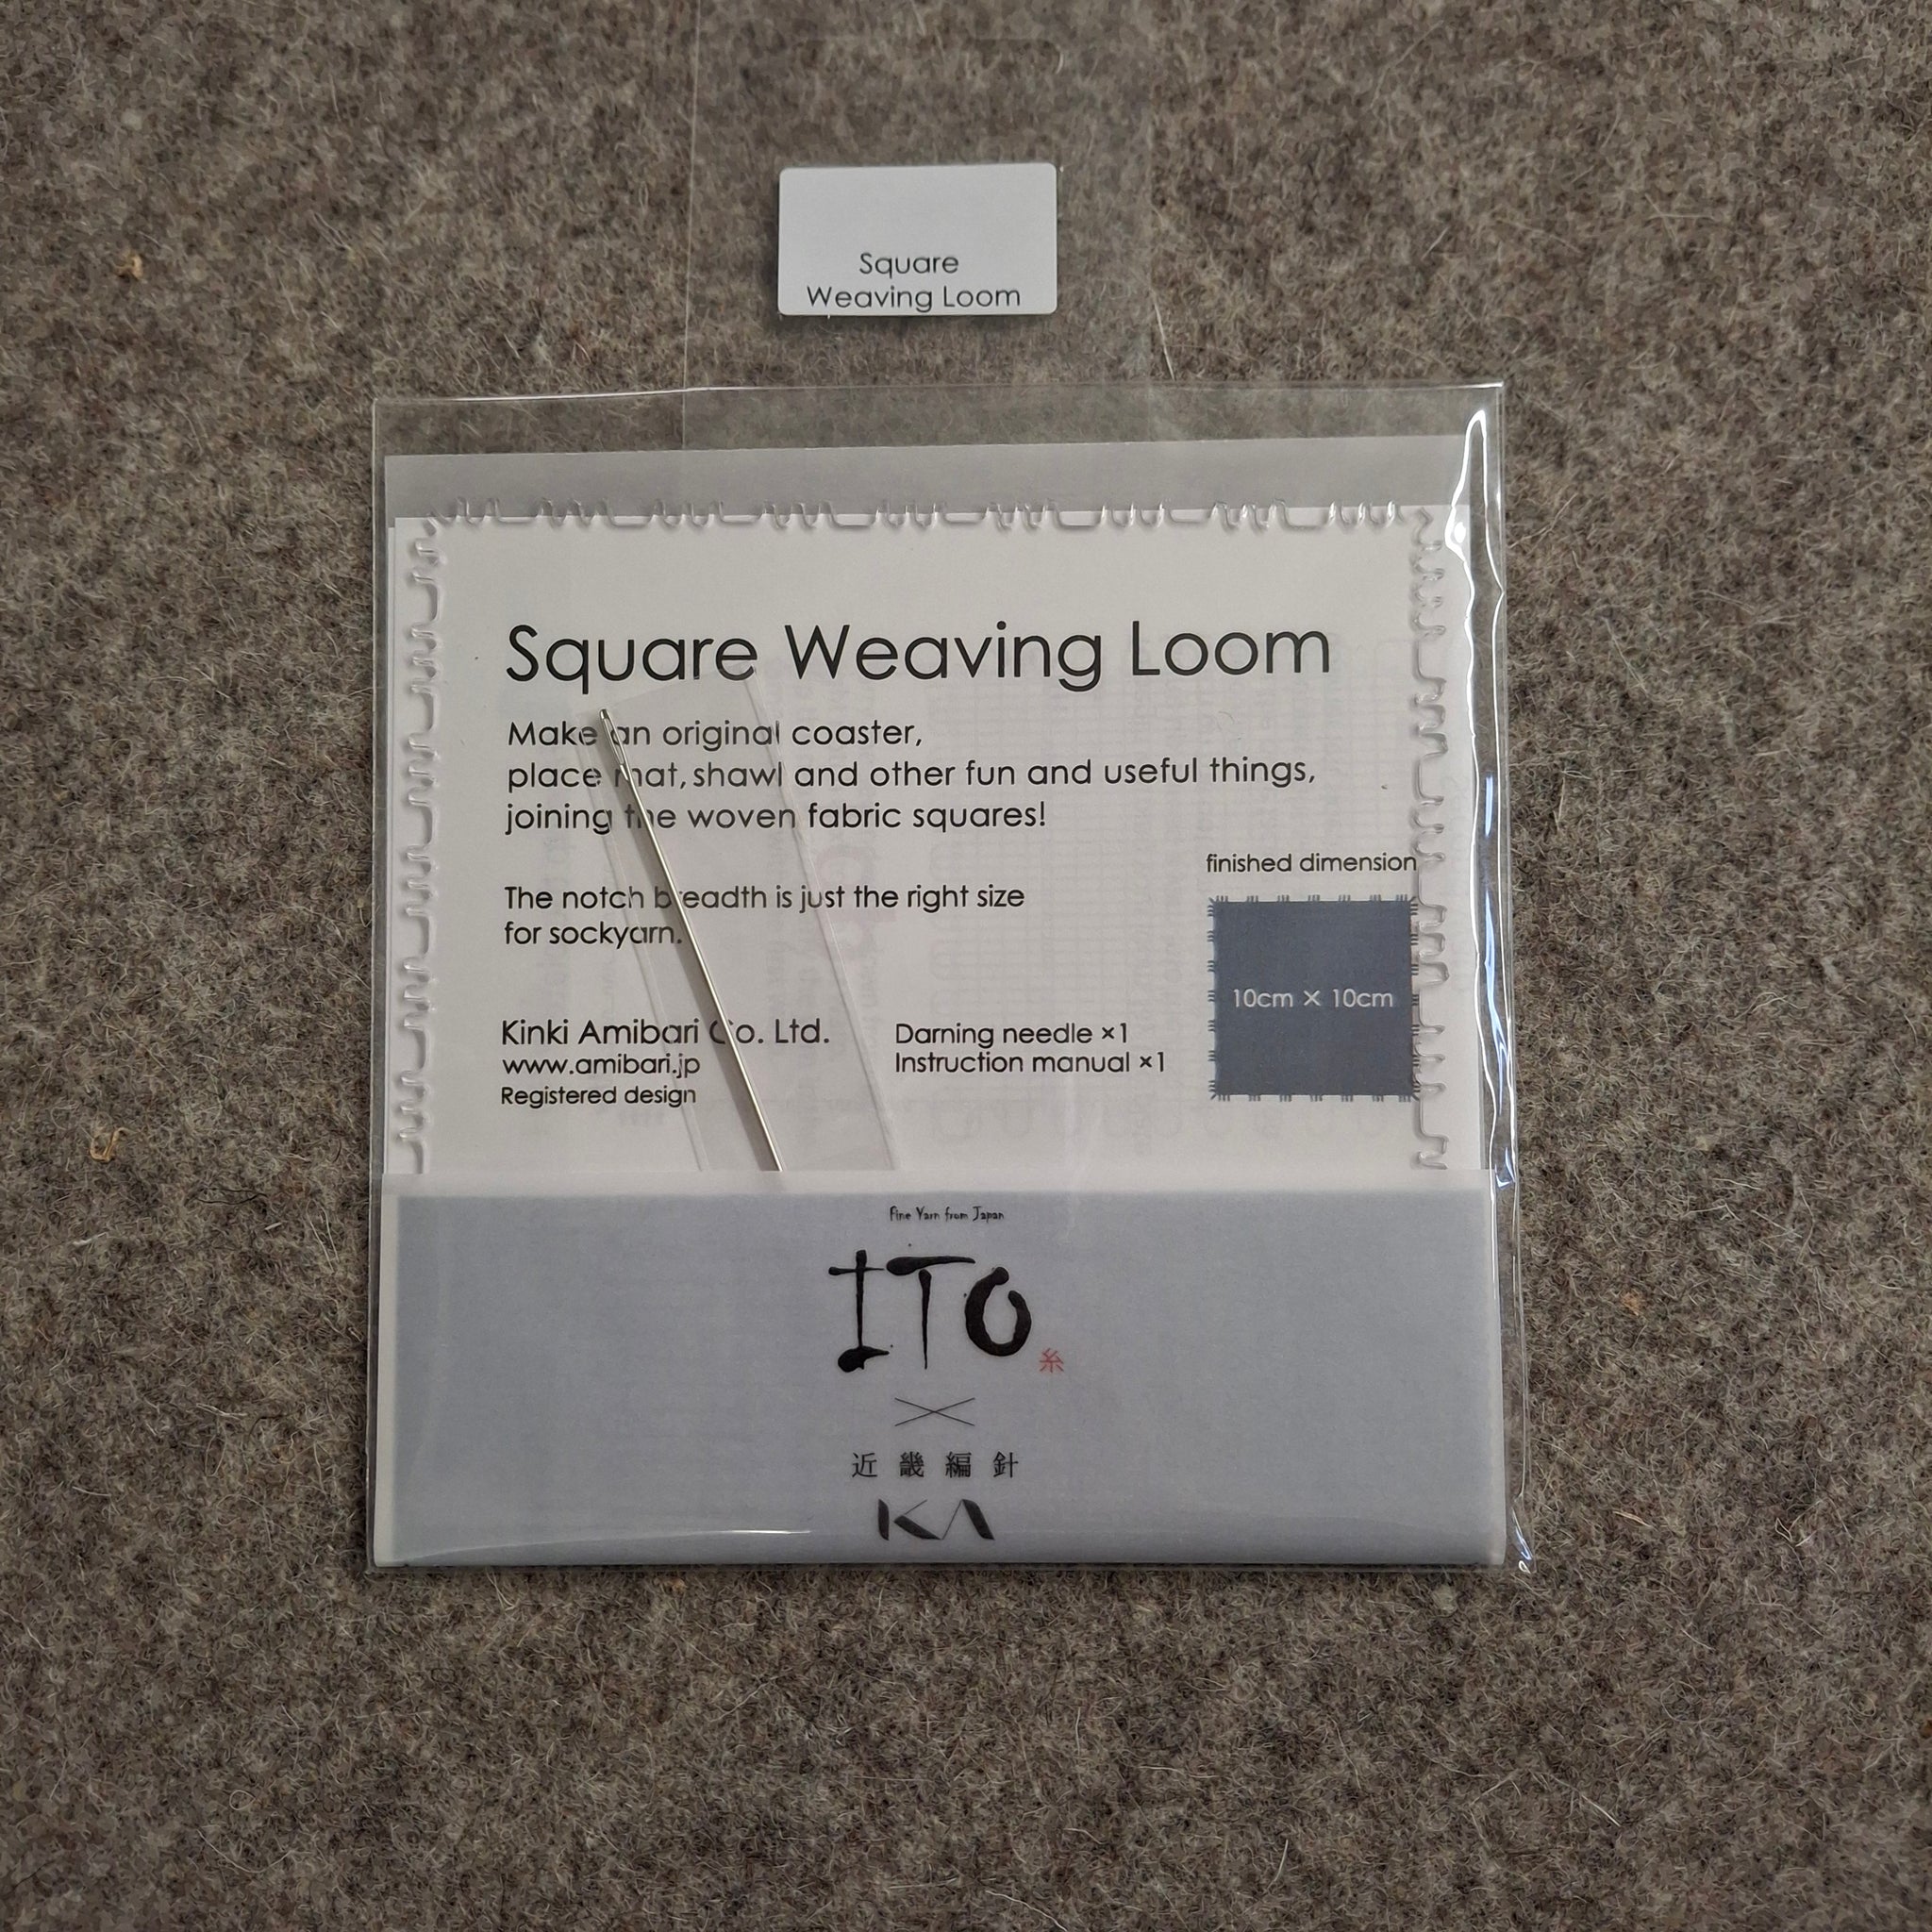 Square
Weaving Loom
Square Weaving Loom
Make an original coaster,
place mat, shawl and other fun and useful things,
joining the woven fabric squares!
The notch breadth is just the right size
for sockyarn.
finished dimension
10cm × 10cm
Kinki Amibari Co. Ltd.
www.amibari.jp
Registered design
Darning needle ×1
Instruction manual ×1
Fine Yarn from Japan
ITO
糸
×
近畿編針
KA